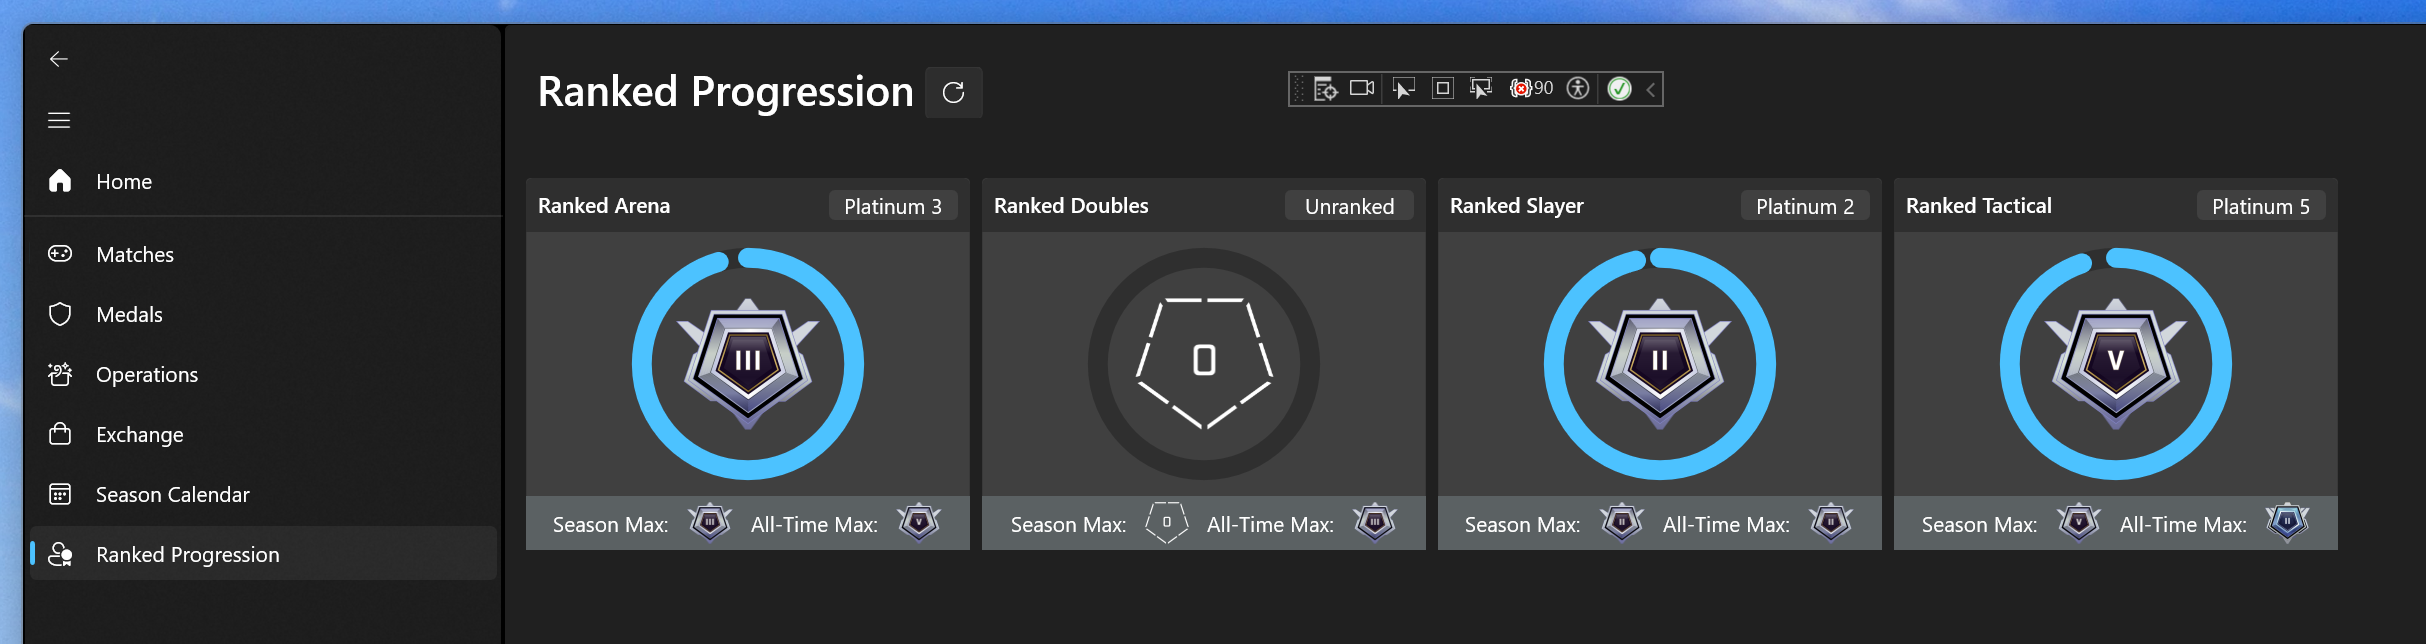 Ranked Progression
90
Home
Matches
Medals
Operations
Exchange
Season Calendar
Ranked Progression
Ranked Arena
Platinum 3
III
Season Max:
III
All-Time Max:
V
Ranked Doubles
Unranked
0
Season Max:
0
All-Time Max:
III
Ranked Slayer
Platinum 2
II
Season Max:
II
All-Time Max:
II
Ranked Tactical
Platinum 5
V
Season Max:
V
All-Time Max:
II